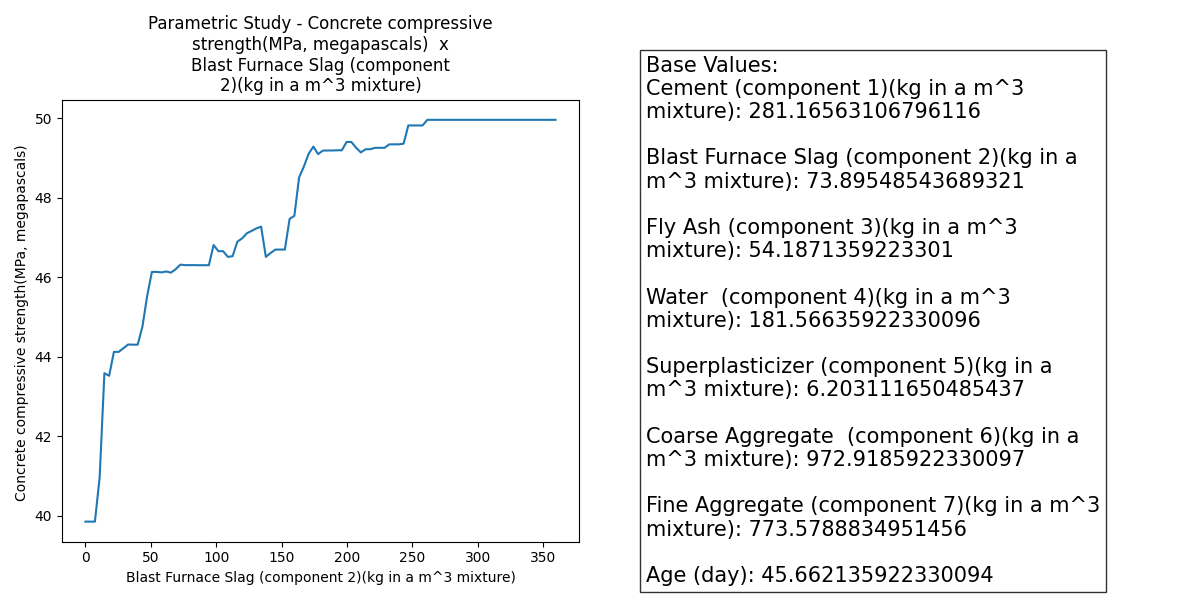 Parametric Study - Concrete compressive
strength(MPa, megapascals)  x
Blast Furnace Slag (component
2)(kg in a m^3 mixture)
50
48
46
44
42
40
Concrete compressive strength(MPa, megapascals)
0 50 100 150 200 250 300 350
Blast Furnace Slag (component 2)(kg in a m^3 mixture)
Base Values:
Cement (component 1)(kg in a m^3
mixture): 281.16563106796116
Blast Furnace Slag (component 2)(kg in a
m^3 mixture): 73.89548543689321
Fly Ash (component 3)(kg in a m^3
mixture): 54.1871359223301
Water  (component 4)(kg in a m^3
mixture): 181.56635922330096
Superplasticizer (component 5)(kg in a
m^3 mixture): 6.203111650485437
Coarse Aggregate  (component 6)(kg in a
m^3 mixture): 972.9185922330097
Fine Aggregate (component 7)(kg in a m^3
mixture): 773.5788834951456
Age (day): 45.662135922330094